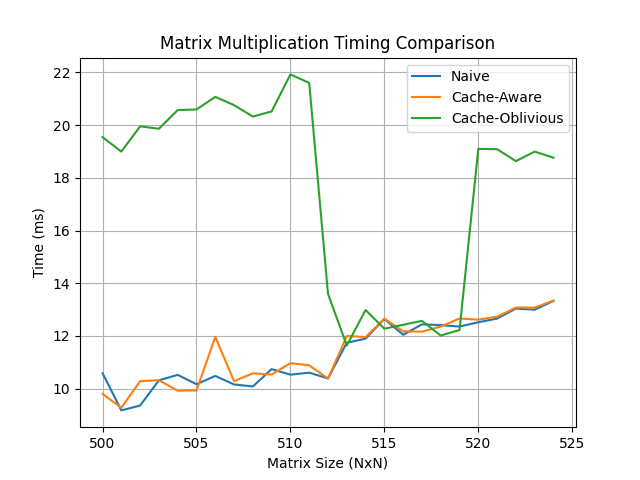 Matrix Multiplication Timing Comparison
Naive
Cache-Aware
Cache-Oblivious
Time (ms)
22
20
18
16
14
12
10
500
505
510
515
520
525
Matrix Size (NxN)